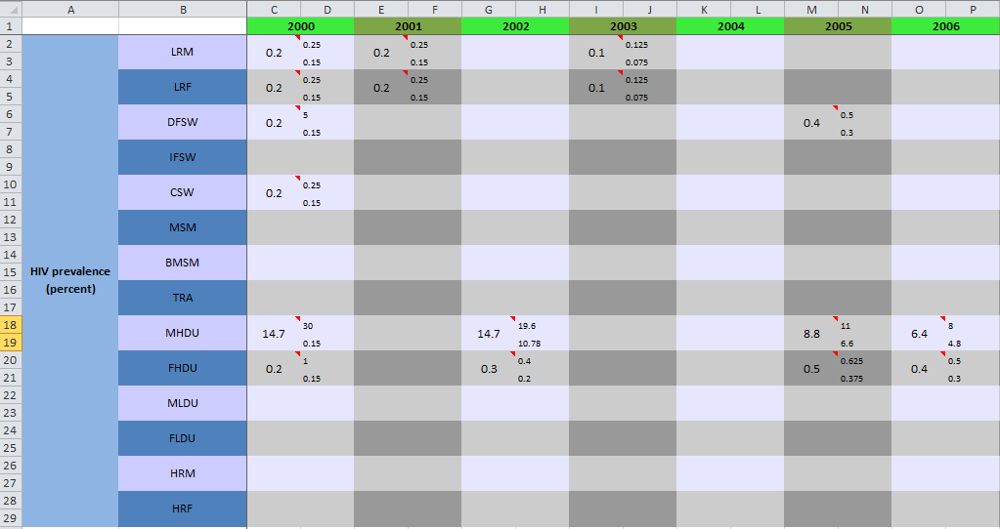 A B C D E F G H I J K L M N O P
1 2000 2001 2002 2003 2004 2005 2006
2 LRM 0.2 0.25 0.2 0.25 0.1 0.125
3 0.15 0.15 0.075
4 LRF 0.2 0.25 0.2 0.25 0.1 0.125
5 0.15 0.15 0.075
6 DFSW 0.2 5 0.4 0.5
7 0.15 0.3
8 IFSW
9
10 CSW 0.2 0.25
11 0.15
12 MSM
13
14 BMSM
15 HIV prevalence
16 (percent) TRA
17
18 MHDU 14.7 30 14.7 19.6 8.8 11 6.4 8
19 0.15 10.78 6.6 4.8
20 FHDU 0.2 1 0.3 0.4 0.5 0.625 0.4 0.5
21 0.15 0.2 0.375 0.3
22 MLDU
23
24 FLDU
25
26 HRM
27
28 HRF
29